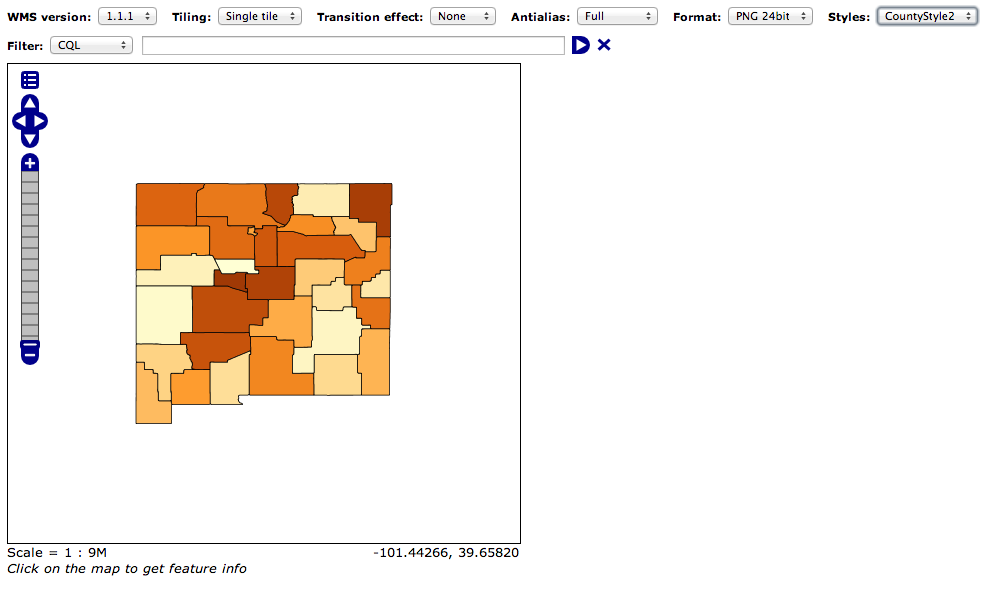 WMS version: 1.1.1 Tiling: Single tile Transition effect: None Antialias: Full Format: PNG 24bit Styles: CountyStyle2
Filter: CQL
Scale = 1 : 9M -101.44266, 39.65820
Click on the map to get feature info